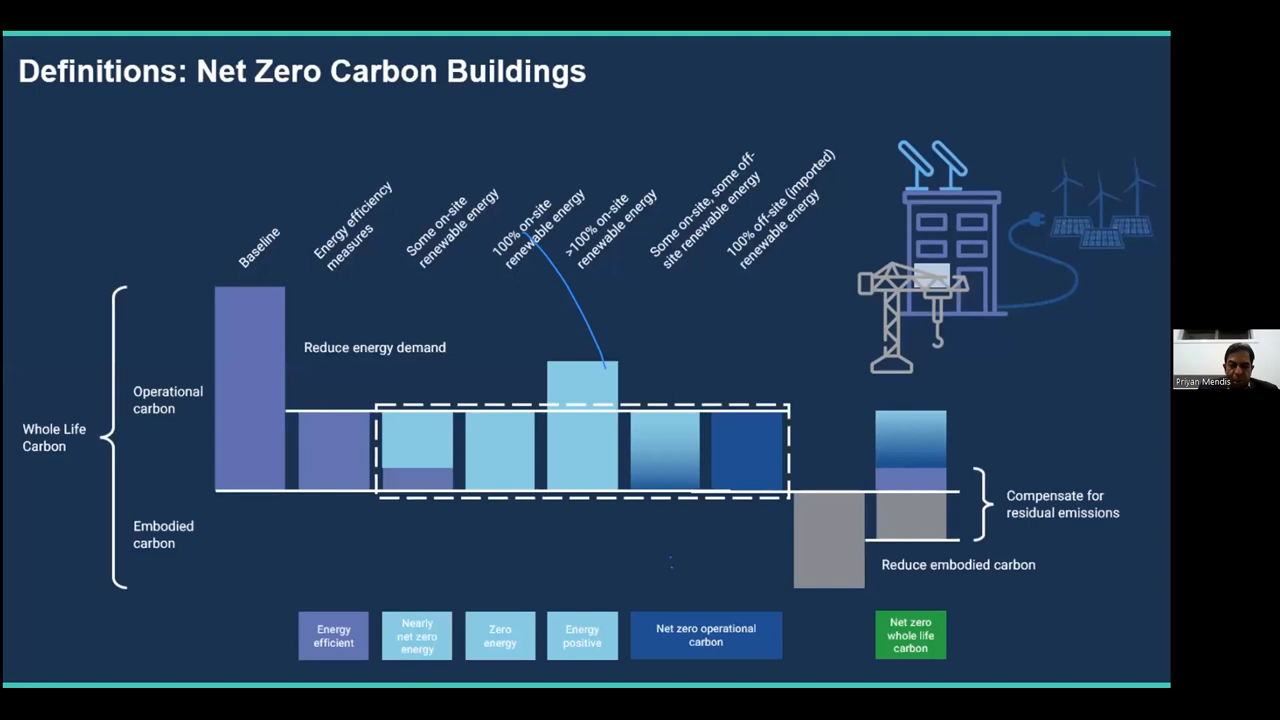 Definitions: Net Zero Carbon Buildings
Baseline
Energy efficiency
measures
Some on-site
renewable energy
100% on-site
renewable energy
>100% on-site
renewable energy
Some on-site, some off-
site renewable energy
100% off-site (imported)
renewable energy
Reduce energy demand
Operational
carbon
Whole Life
Carbon
Embodied
carbon
Compensate for
residual emissions
Reduce embodied carbon
Energy
efficient
Nearly
net zero
energy
Zero
energy
Energy
positive
Net zero operational
carbon
Net zero
whole life
carbon
Priyan Mendis